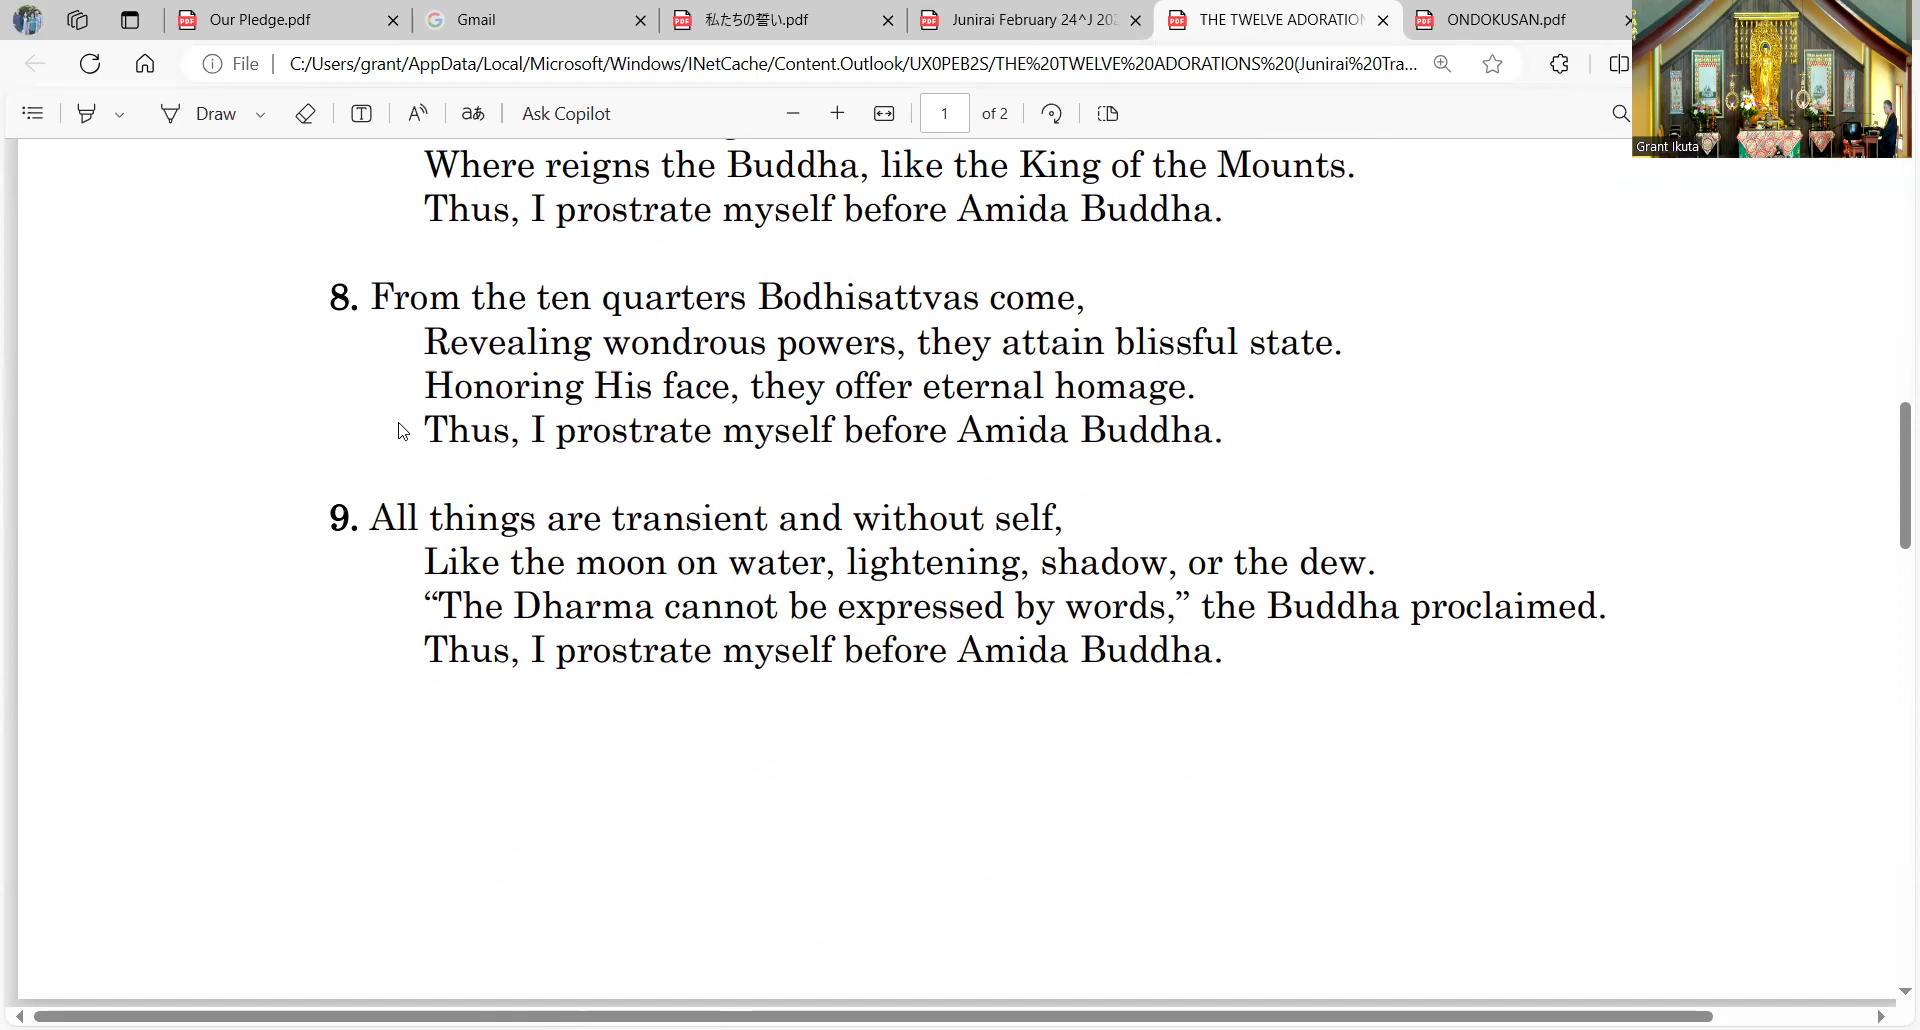 Our Pledge.pdf
Gmail
私たちの誓い.pdf
Junirai February 24^J 202
THE TWELVE ADORATION
ONDOKUSAN.pdf
File
C:/Users/grant/AppData/Local/Microsoft/Windows/INetCache/Content.Outlook/UX0PEB2S/THE%20TWELVE%20ADORATIONS%20(Junirai%20Tra...
Draw
Ask Copilot
1 of 2
Grant Ikuta
Where reigns the Buddha, like the King of the Mounts.
Thus, I prostrate myself before Amida Buddha.
8. From the ten quarters Bodhisattvas come,
Revealing wondrous powers, they attain blissful state.
Honoring His face, they offer eternal homage.
Thus, I prostrate myself before Amida Buddha.
9. All things are transient and without self,
Like the moon on water, lightening, shadow, or the dew.
“The Dharma cannot be expressed by words,” the Buddha proclaimed.
Thus, I prostrate myself before Amida Buddha.